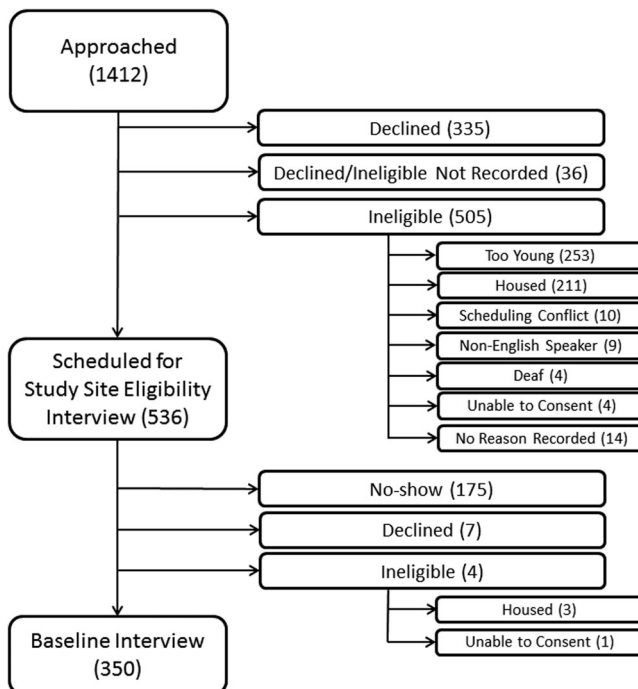 Approached
(1412)
Declined (335)
Declined/Ineligible Not Recorded (36)
Ineligible (505)
Too Young (253)
Housed (211)
Scheduling Conflict (10)
Non-English Speaker (9)
Deaf (4)
Unable to Consent (4)
No Reason Recorded (14)
Scheduled for
Study Site Eligibility
Interview (536)
No-show (175)
Declined (7)
Ineligible (4)
Housed (3)
Unable to Consent (1)
Baseline Interview
(350)